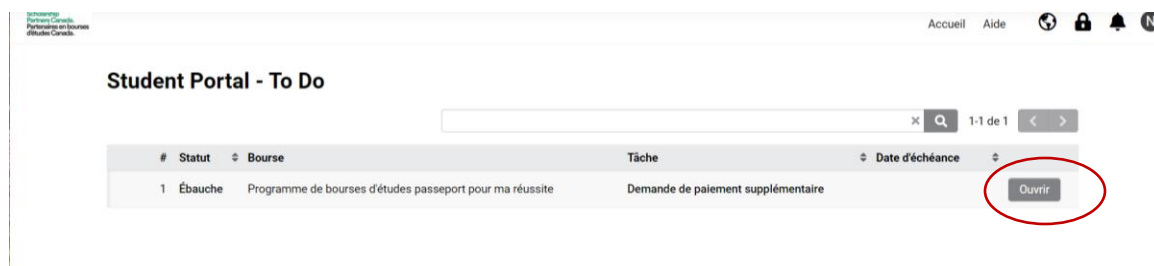 Scholarship
Partners Canada.
Partenaires en bourses
d'études Canada.
Accueil Aide N
Student Portal - To Do
1-1 de 1
# Statut Bourse Tâche Date d'échéance
1 Ébauche Programme de bourses d'études passeport pour ma réussite Demande de paiement supplémentaire Ouvrir